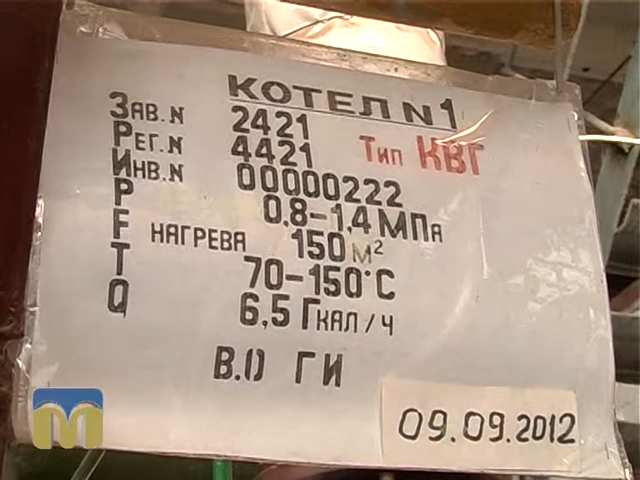 КОТЕЛ N1
ЗАВ.N 2421
РЕГ.N 4421 Тип КВГ
ИНВ.N 00000222
P 0,8-1,4 МПа
F НАГРЕВА 150 м²
T 70-150°С
Q 6,5 ГКАЛ/Ч
В.О ГИ
09.09.2012
M